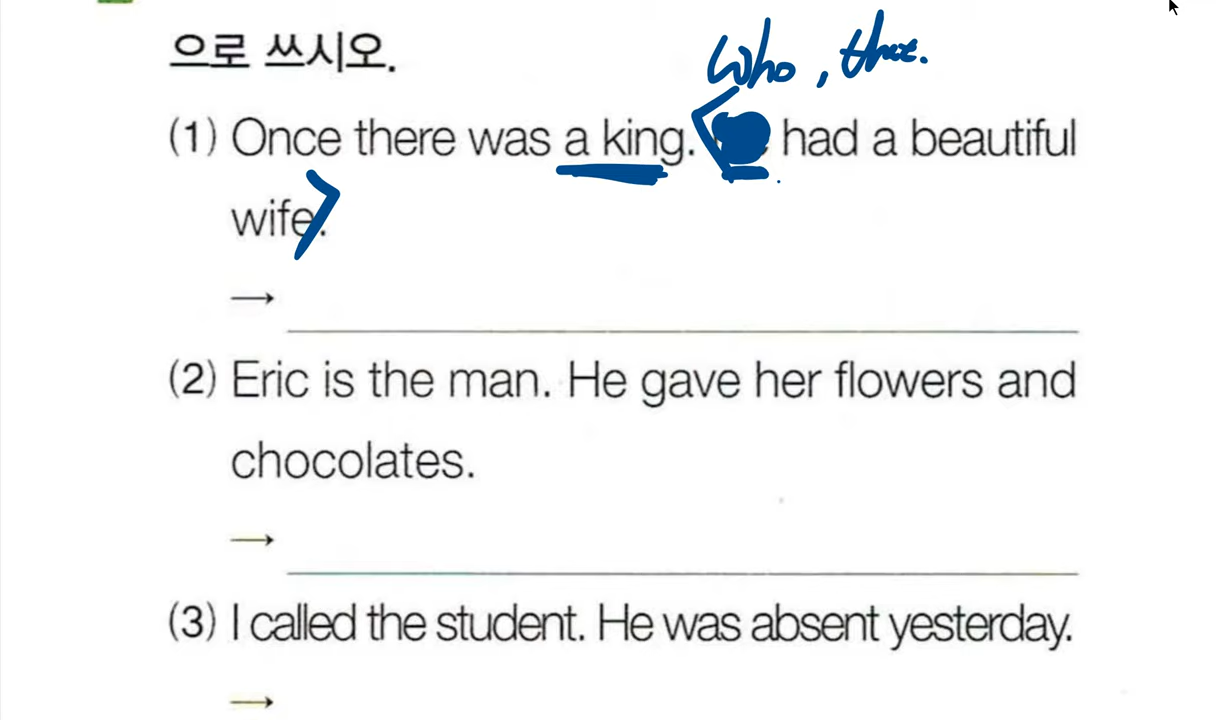 으로 쓰시오.
who, that.
(1) Once there was a king. had a beautiful
wife.
→
(2) Eric is the man. He gave her flowers and
chocolates.
→
(3) I called the student. He was absent yesterday.
→